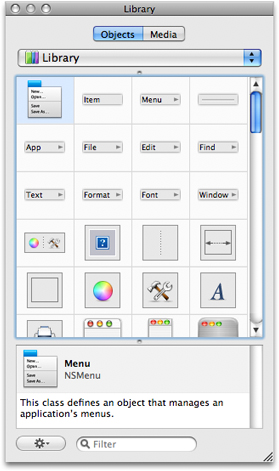 Library
Objects Media
Library
New...
Open...
Save
Save As...
Item
Menu
App
File
Edit
Find
Text
Format
Font
Window
?
A
New...
Open...
Save
Save As...
Menu
NSMenu
This class defines an object that manages an
application's menus.
Filter